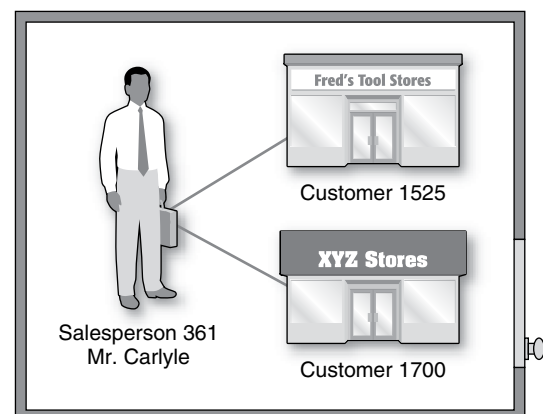 Fred's Tool Stores
Customer 1525
XYZ Stores
Customer 1700
Salesperson 361
Mr. Carlyle